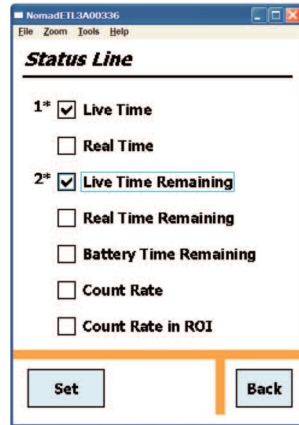 NomadETL3A00336
File Zoom Tools Help
Status Line
1* Live Time
Real Time
2* Live Time Remaining
Real Time Remaining
Battery Time Remaining
Count Rate
Count Rate in ROI
Set Back